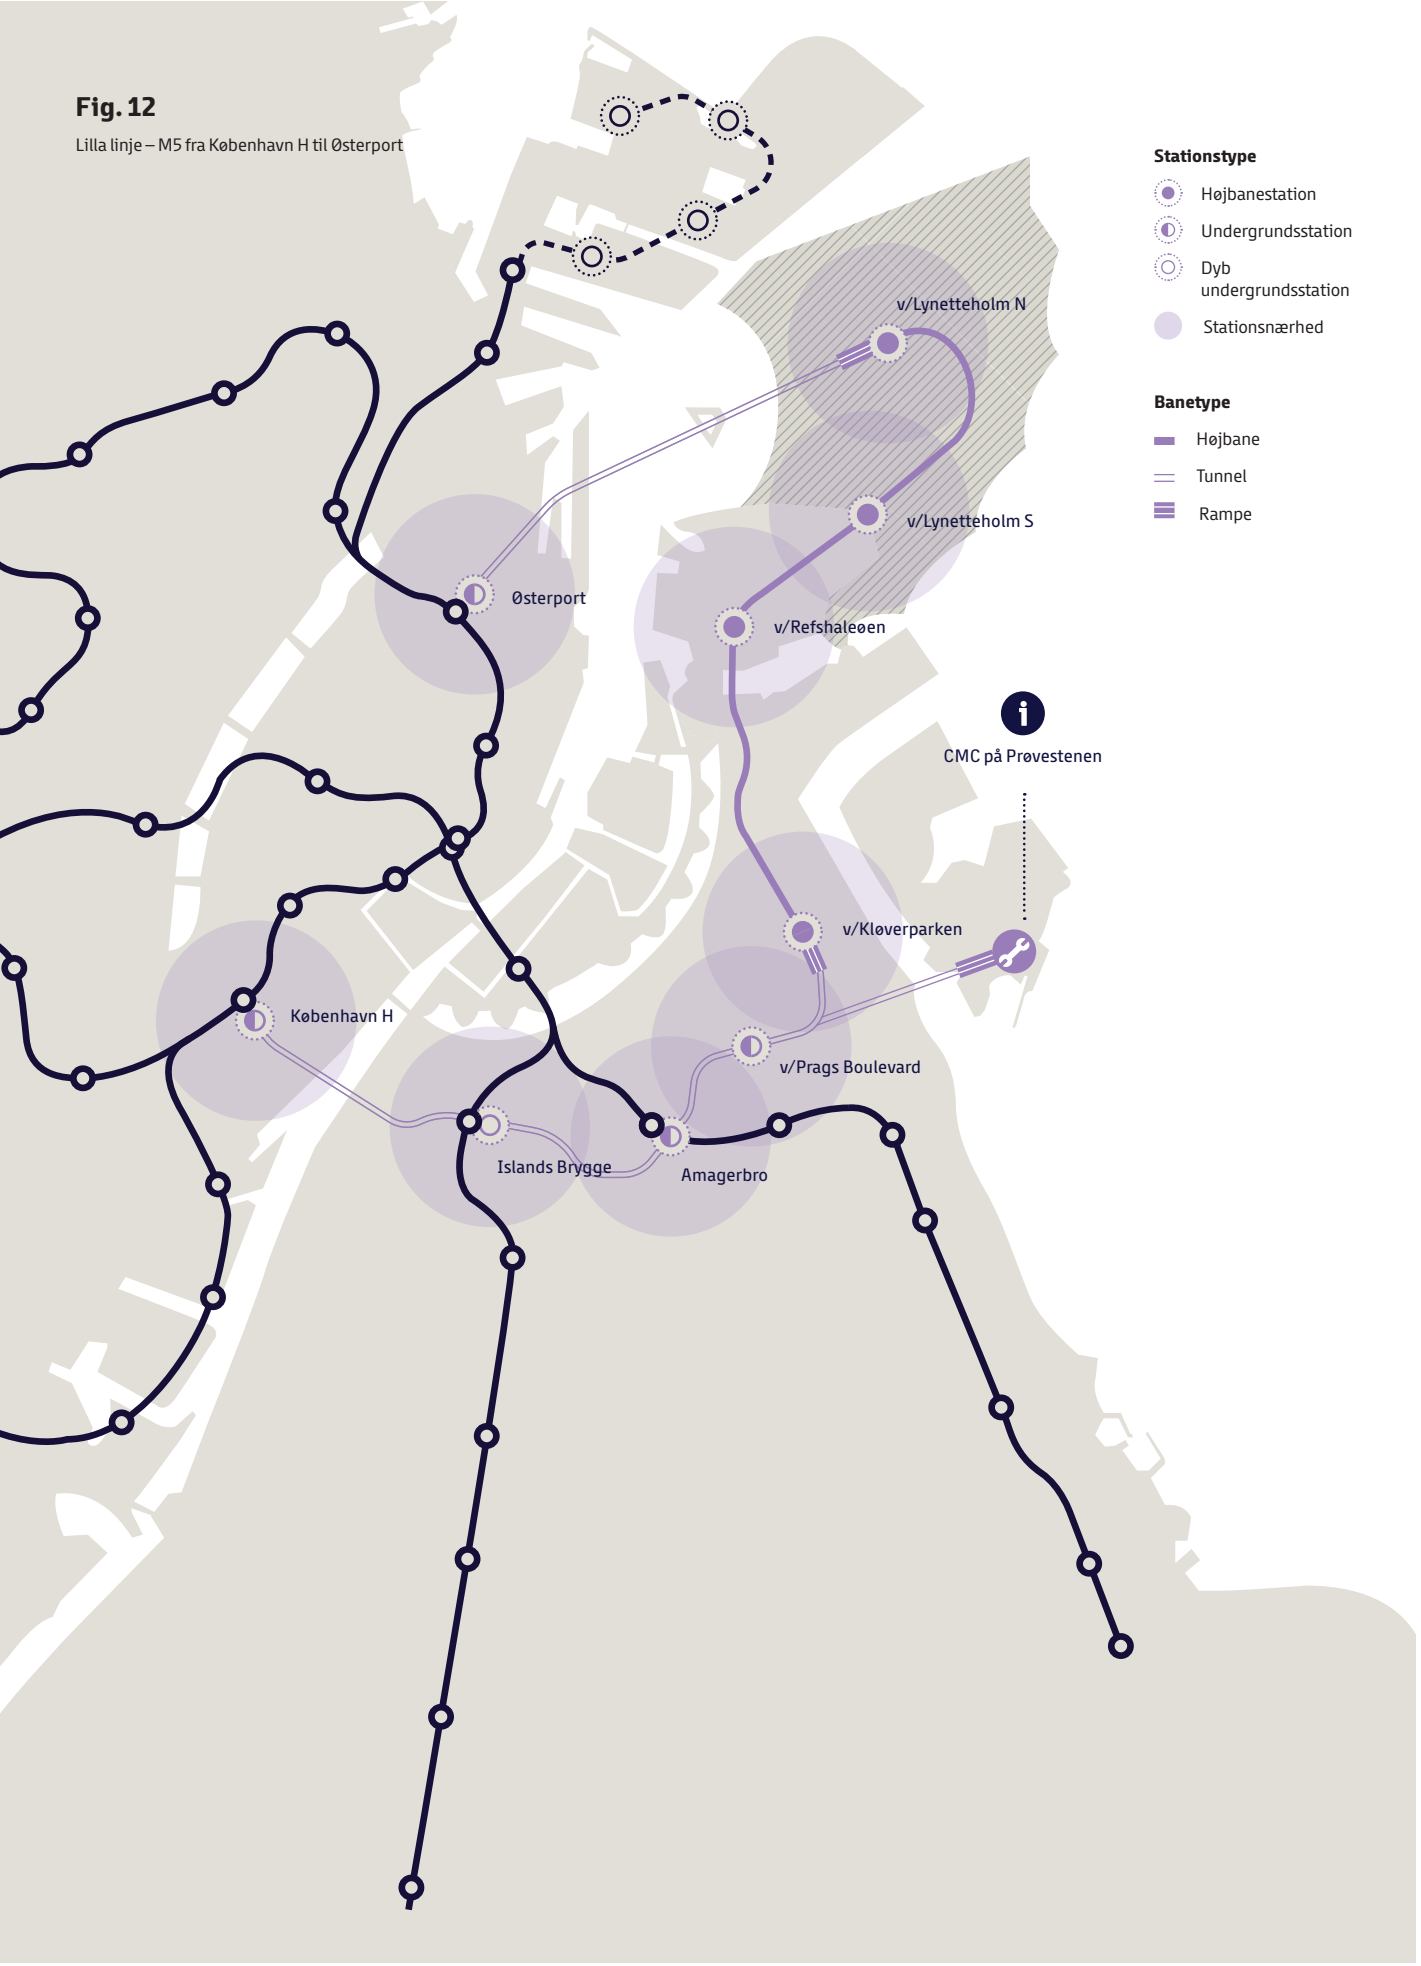 Fig. 12
Lilla linje – M5 fra København H til Østerport
Stationstype
Højbanestation
Undergrundsstation
Dyb
undergrundsstation
Stationsnærhed
Banetype
Højbane
Tunnel
Rampe
v/Lynetteholm N
v/Lynetteholm S
Østerport
v/Refshaleøen
i
CMC på Prøvestenen
v/Kløverparken
København H
v/Prags Boulevard
Islands Brygge
Amagerbro